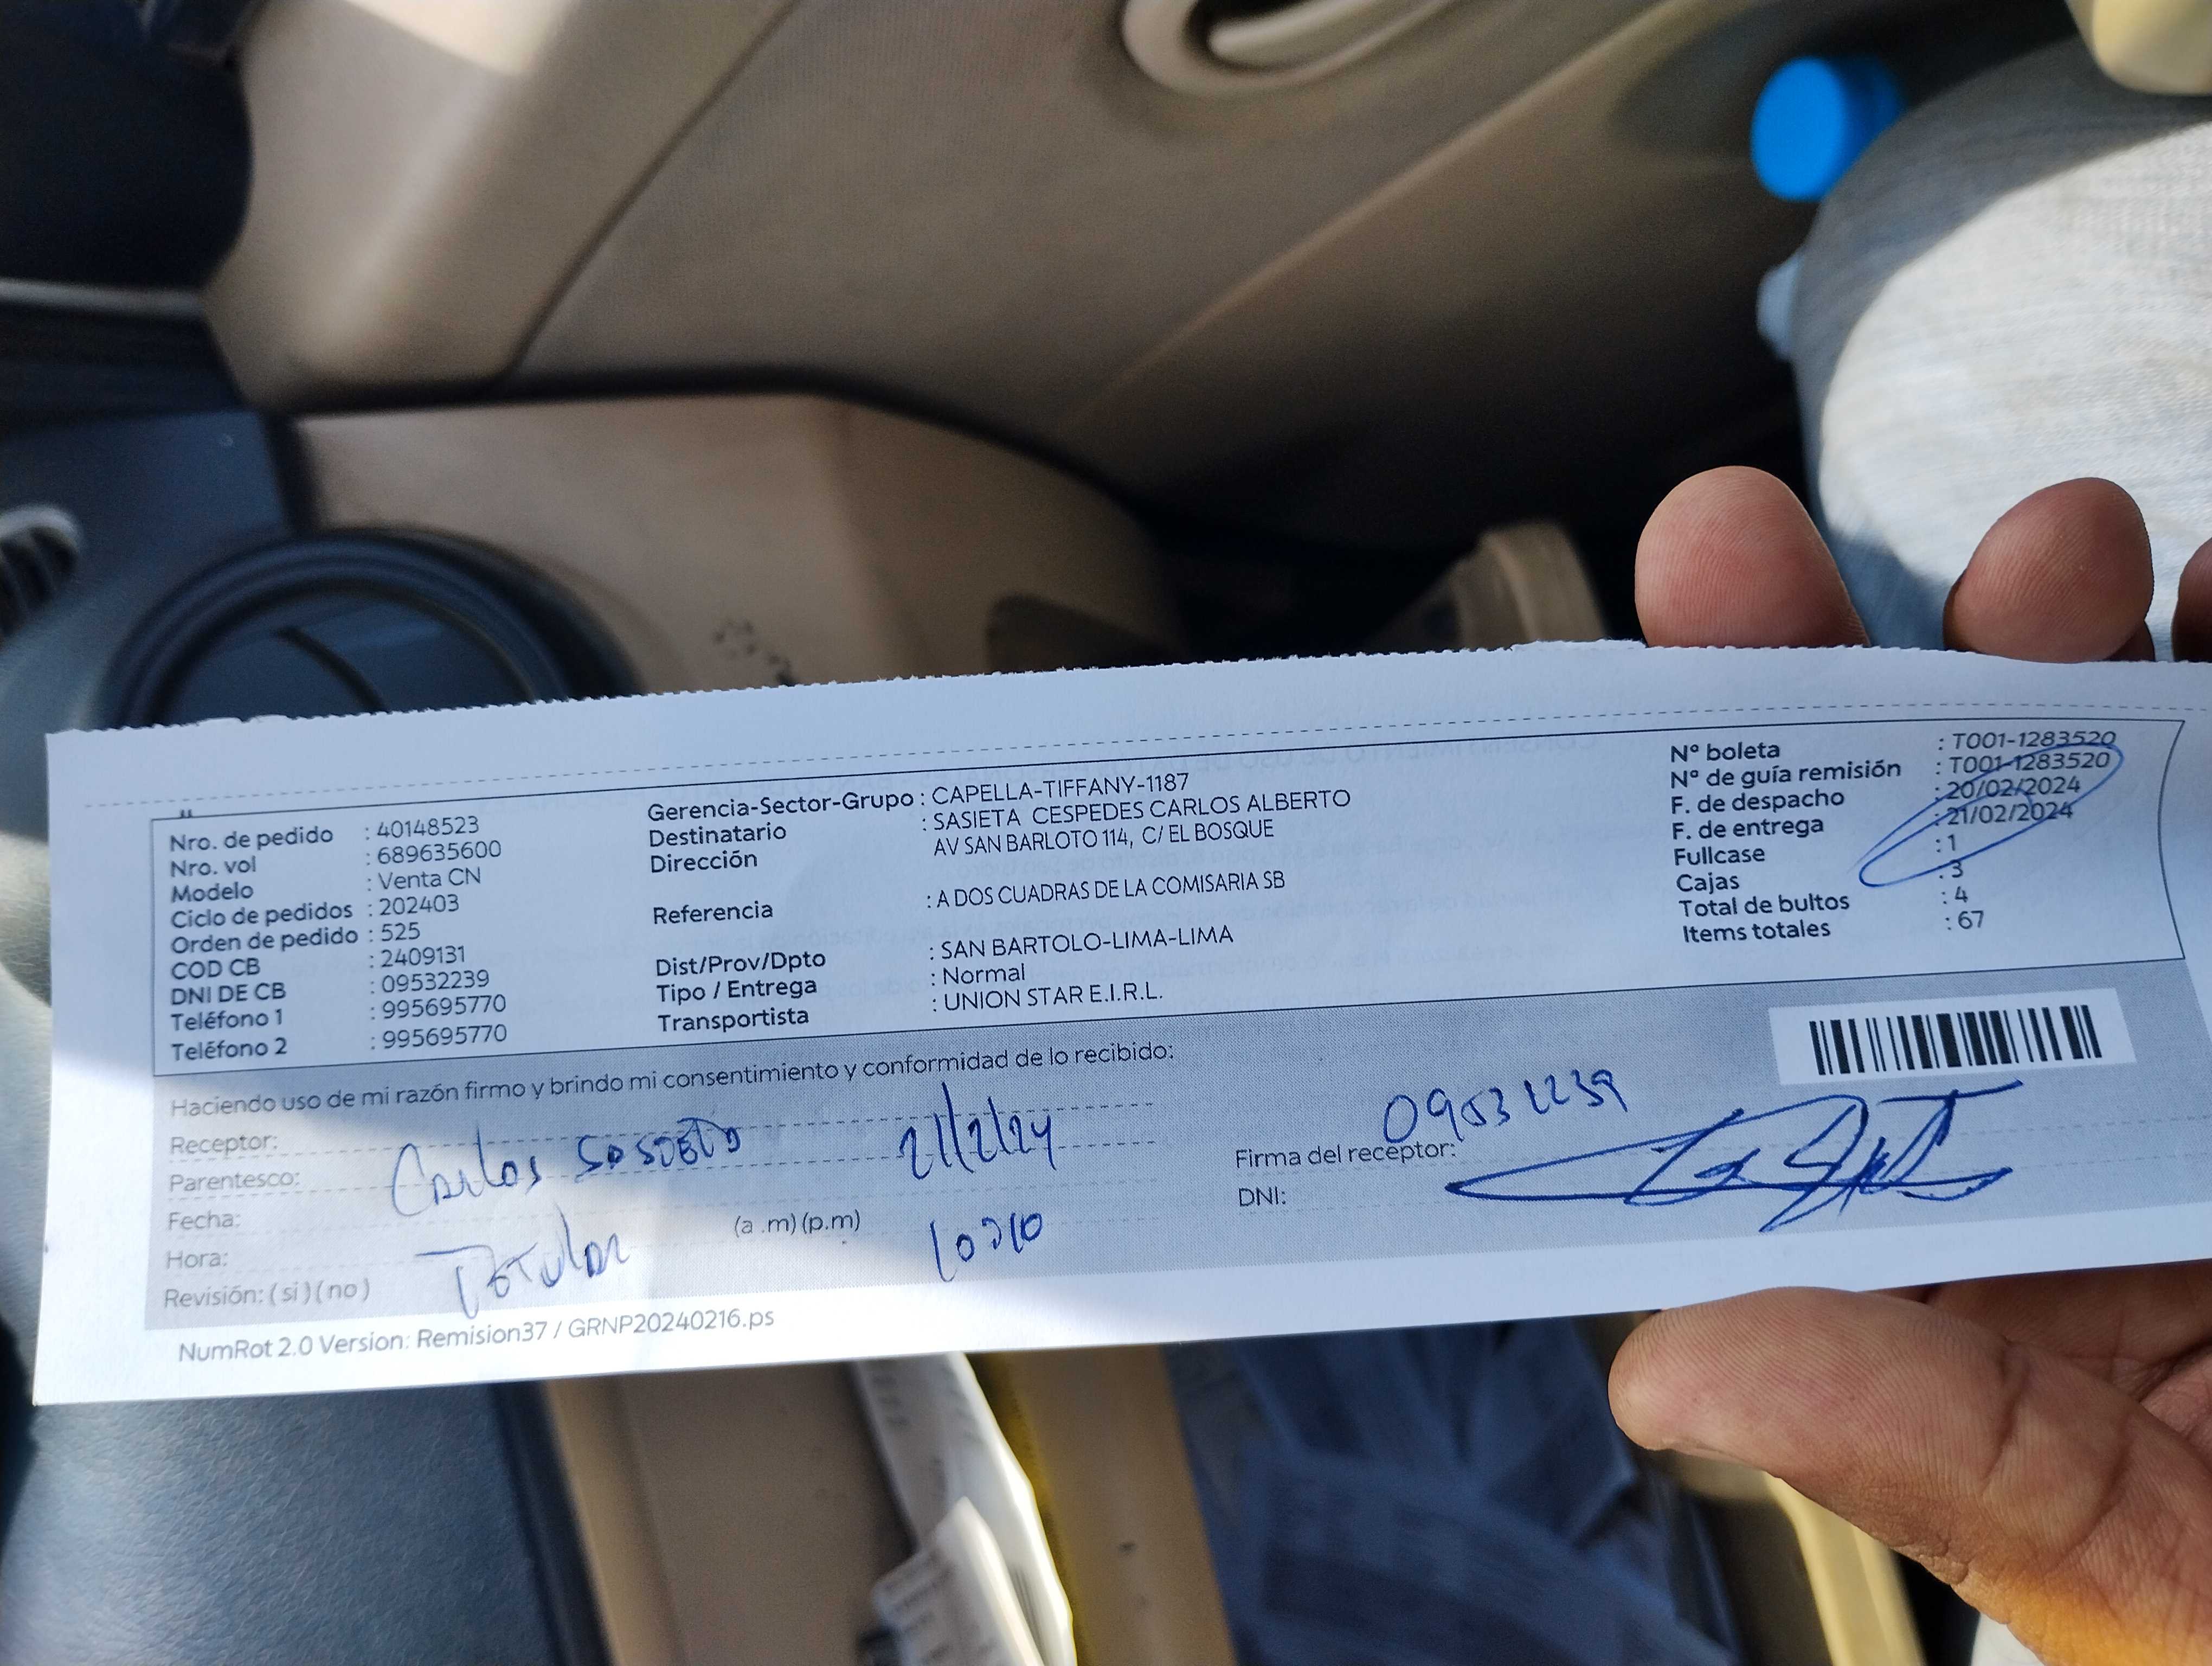 Nro. de pedido : 40148523
Nro. vol : 689635600
Modelo : Venta CN
Ciclo de pedidos : 202403
Orden de pedido : 525
COD CB : 2409131
DNI DE CB : 09532239
Teléfono 1 : 995695770
Teléfono 2 : 995695770
Gerencia-Sector-Grupo : CAPELLA-TIFFANY-1187
Destinatario : SASIETA CESPEDES CARLOS ALBERTO
Dirección AV SAN BARLOTO 114, C/ EL BOSQUE
Referencia : A DOS CUADRAS DE LA COMISARIA SB
Dist/Prov/Dpto : SAN BARTOLO-LIMA-LIMA
Tipo / Entrega : Normal
Transportista : UNION STAR E.I.R.L.
N° boleta : T001-1283520
N° de guía remisión : T001-1283520
F. de despacho : 20/02/2024
F. de entrega : 21/02/2024
Fullcase : 1
Cajas : 3
Total de bultos : 4
Items totales : 67
Haciendo uso de mi razón firmo y brindo mi consentimiento y conformidad de lo recibido:
Receptor:
Parentesco: Carlos 21/2/24
Fecha:
Hora: (a .m) (p.m)
Revisión: ( si ) ( no ) Titular 10:10
09532239
Firma del receptor:
DNI:
NumRot 2.0 Version: Remision37 / GRNP20240216.ps